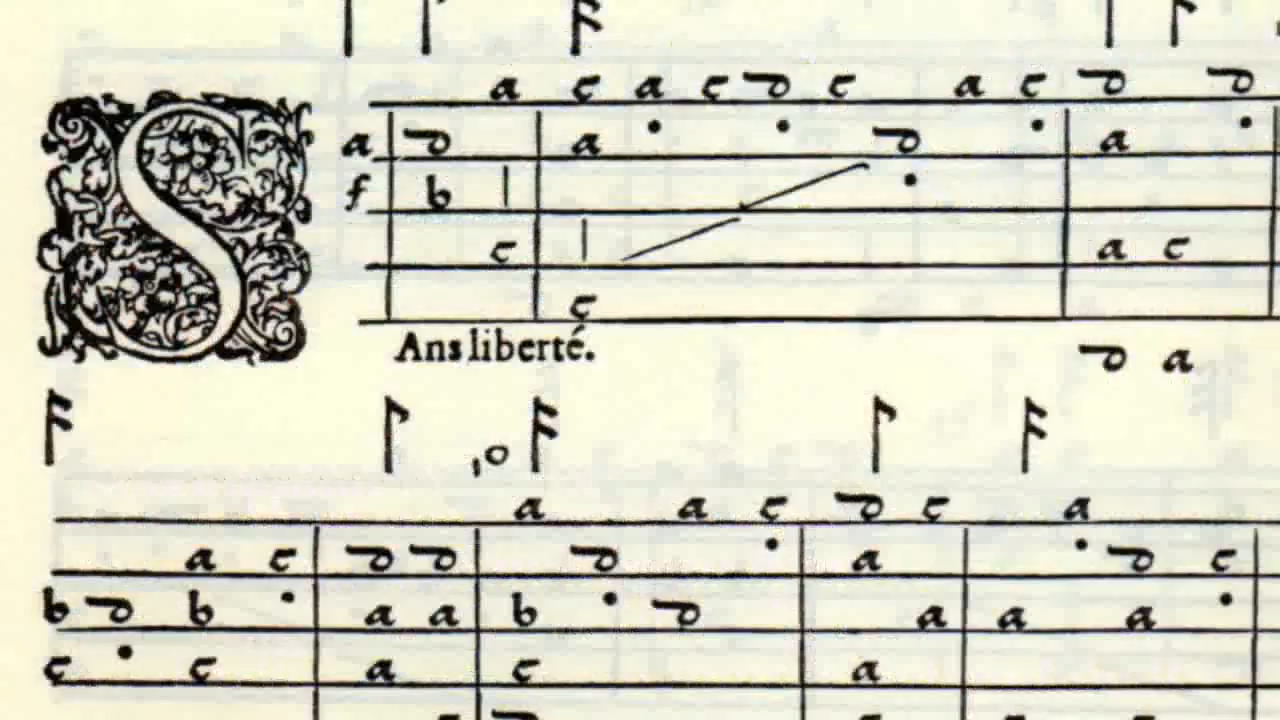 a c a c d c a c d d
a d a d a
f b
c a c
c
SAns liberté.
d a
a a c d c a
a c d d d a d c
b d b a a b d a a a
c c a c a